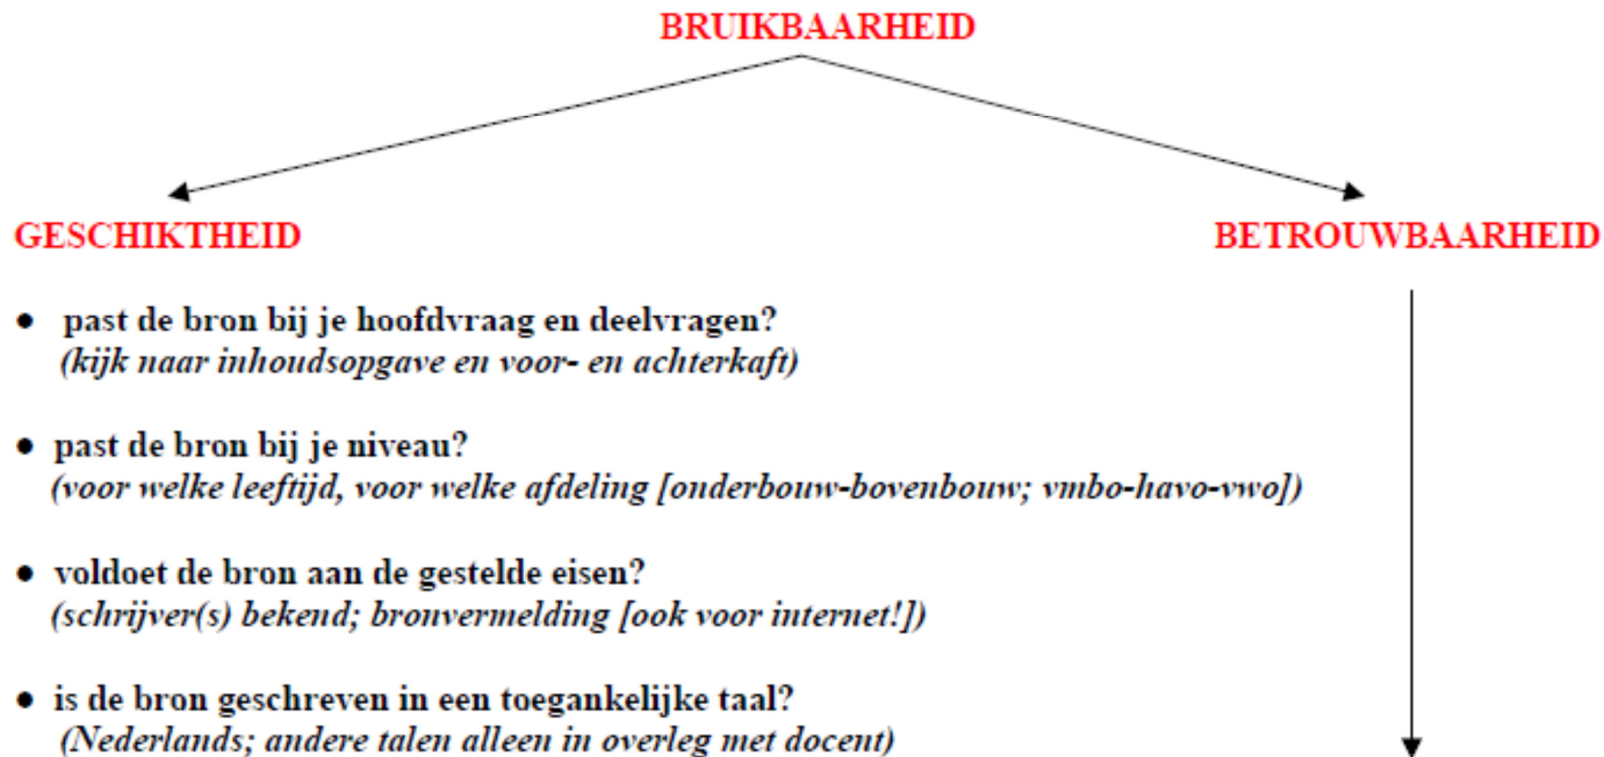 BRUIKBAARHEID
GESCHIKTHEID
BETROUWBAARHEID
● past de bron bij je hoofdvraag en deelvragen?
(kijk naar inhoudsopgave en voor- en achterkaft)
● past de bron bij je niveau?
(voor welke leeftijd, voor welke afdeling [onderbouw-bovenbouw; vmbo-havo-vwo])
● voldoet de bron aan de gestelde eisen?
(schrijver(s) bekend; bronvermelding [ook voor internet!])
● is de bron geschreven in een toegankelijke taal?
(Nederlands; andere talen alleen in overleg met docent)